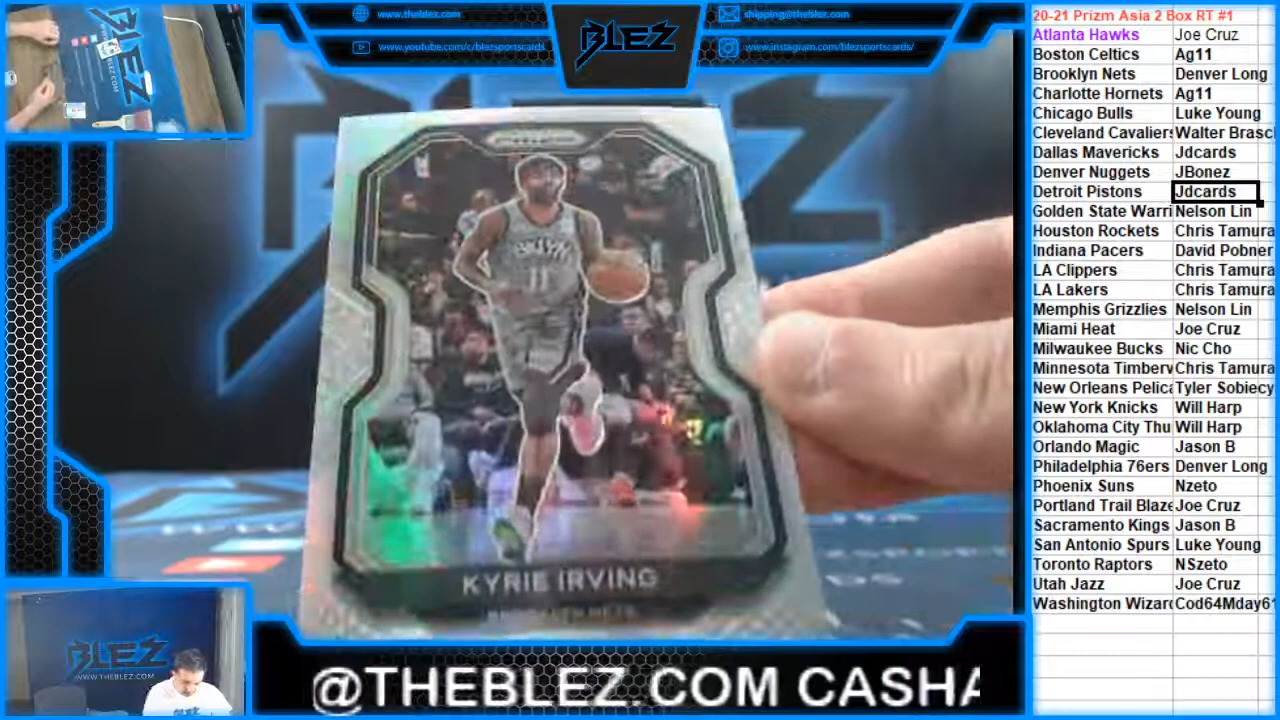 www.theblez.com
www.youtube.com/c/blezsportscards
BLEZ
shipping@theblez.com
www.instagram.com/blezsportscards/
20-21 Prizm Asia 2 Box RT #1
Atlanta Hawks Joe Cruz
Boston Celtics Ag11
Brooklyn Nets Denver Long
Charlotte Hornets Ag11
Chicago Bulls Luke Young
Cleveland Cavaliers Walter Brasc
Dallas Mavericks Jdcards
Denver Nuggets JBonez
Detroit Pistons Jdcards
Golden State Warri Nelson Lin
Houston Rockets Chris Tamura
Indiana Pacers David Pobner
LA Clippers Chris Tamura
LA Lakers Chris Tamura
Memphis Grizzlies Nelson Lin
Miami Heat Joe Cruz
Milwaukee Bucks Nic Cho
Minnesota Timberv Chris Tamura
New Orleans Pelica Tyler Sobiecy
New York Knicks Will Harp
Oklahoma City Thu Will Harp
Orlando Magic Jason B
Philadelphia 76ers Denver Long
Phoenix Suns Nzeto
Portland Trail Blaze Joe Cruz
Sacramento Kings Jason B
San Antonio Spurs Luke Young
Toronto Raptors NSzeto
Utah Jazz Joe Cruz
Washington Wizard Cod64Mday6
11
KYRIE IRVING
BLEZ
WWW.THEBLEZ.COM
@THEBLEZ.COM CASHA